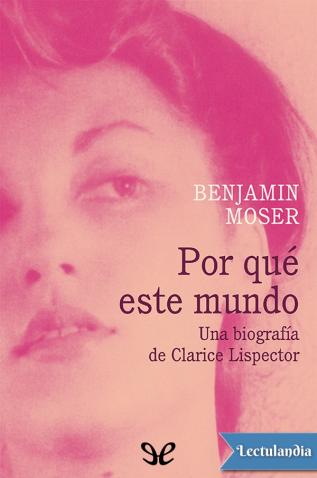 BENJAMIN
MOSER
Por qué
este mundo
Una biografía
de Clarice Lispector
Lectulandia